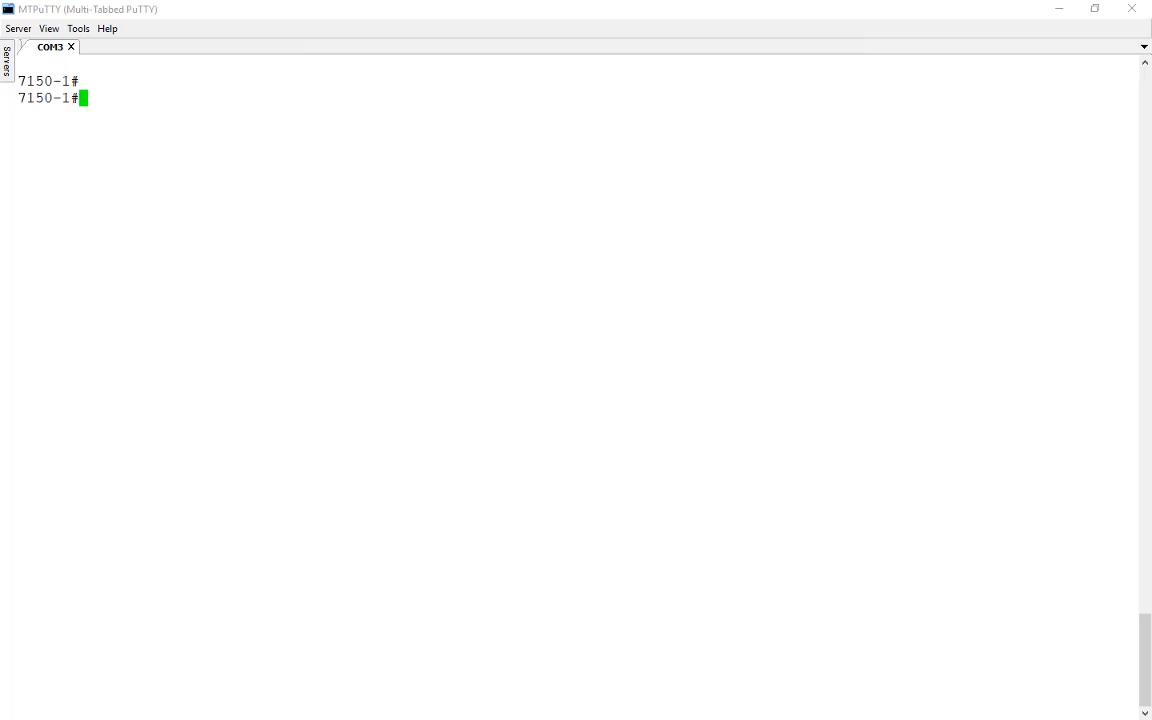 MTPuTTY (Multi-Tabbed PuTTY)
Server View Tools Help
Servers
COM3 X
7150-1#
7150-1#